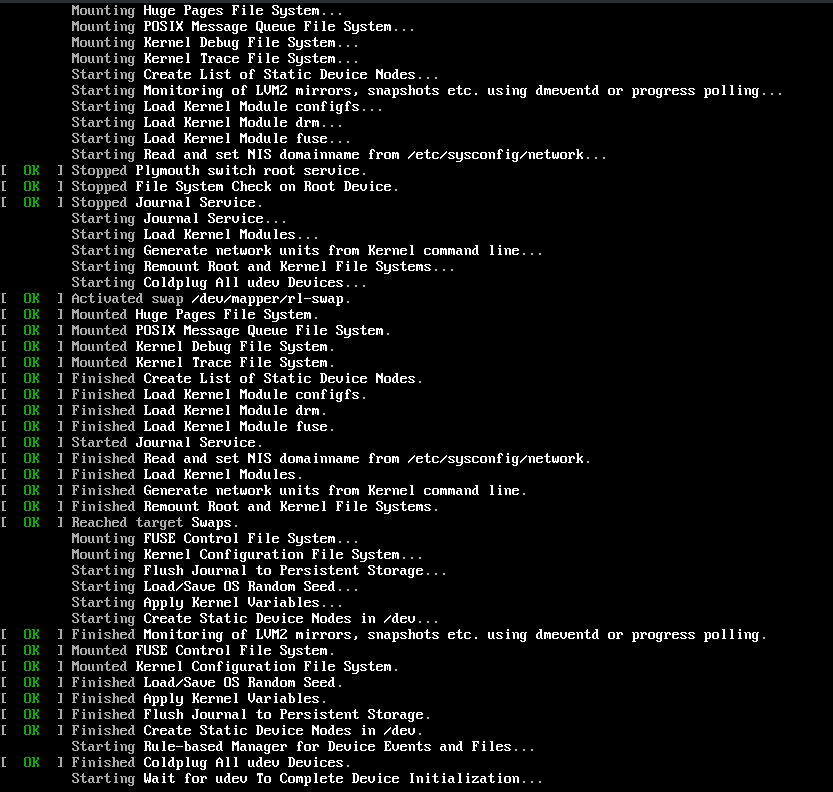 Mounting Huge Pages File System...
Mounting POSIX Message Queue File System...
Mounting Kernel Debug File System...
Mounting Kernel Trace File System...
Starting Create List of Static Device Nodes...
Starting Monitoring of LVM2 mirrors, snapshots etc. using dmeventd or progress polling...
Starting Load Kernel Module configfs...
Starting Load Kernel Module drm...
Starting Load Kernel Module fuse...
Starting Read and set NIS domainname from /etc/sysconfig/network...
[  OK  ] Stopped Plymouth switch root service.
[  OK  ] Stopped File System Check on Root Device.
[  OK  ] Stopped Journal Service.
Starting Journal Service...
Starting Load Kernel Modules...
Starting Generate network units from Kernel command line...
Starting Remount Root and Kernel File Systems...
Starting Coldplug All udev Devices...
[  OK  ] Activated swap /dev/mapper/rl-swap.
[  OK  ] Mounted Huge Pages File System.
[  OK  ] Mounted POSIX Message Queue File System.
[  OK  ] Mounted Kernel Debug File System.
[  OK  ] Mounted Kernel Trace File System.
[  OK  ] Finished Create List of Static Device Nodes.
[  OK  ] Finished Load Kernel Module configfs.
[  OK  ] Finished Load Kernel Module drm.
[  OK  ] Finished Load Kernel Module fuse.
[  OK  ] Started Journal Service.
[  OK  ] Finished Read and set NIS domainname from /etc/sysconfig/network.
[  OK  ] Finished Load Kernel Modules.
[  OK  ] Finished Generate network units from Kernel command line.
[  OK  ] Finished Remount Root and Kernel File Systems.
[  OK  ] Reached target Swaps.
Mounting FUSE Control File System...
Mounting Kernel Configuration File System...
Starting Flush Journal to Persistent Storage...
Starting Load/Save OS Random Seed...
Starting Apply Kernel Variables...
Starting Create Static Device Nodes in /dev...
[  OK  ] Finished Monitoring of LVM2 mirrors, snapshots etc. using dmeventd or progress polling.
[  OK  ] Mounted FUSE Control File System.
[  OK  ] Mounted Kernel Configuration File System.
[  OK  ] Finished Load/Save OS Random Seed.
[  OK  ] Finished Apply Kernel Variables.
[  OK  ] Finished Flush Journal to Persistent Storage.
[  OK  ] Finished Create Static Device Nodes in /dev.
Starting Rule-based Manager for Device Events and Files...
[  OK  ] Finished Coldplug All udev Devices.
Starting Wait for udev To Complete Device Initialization...